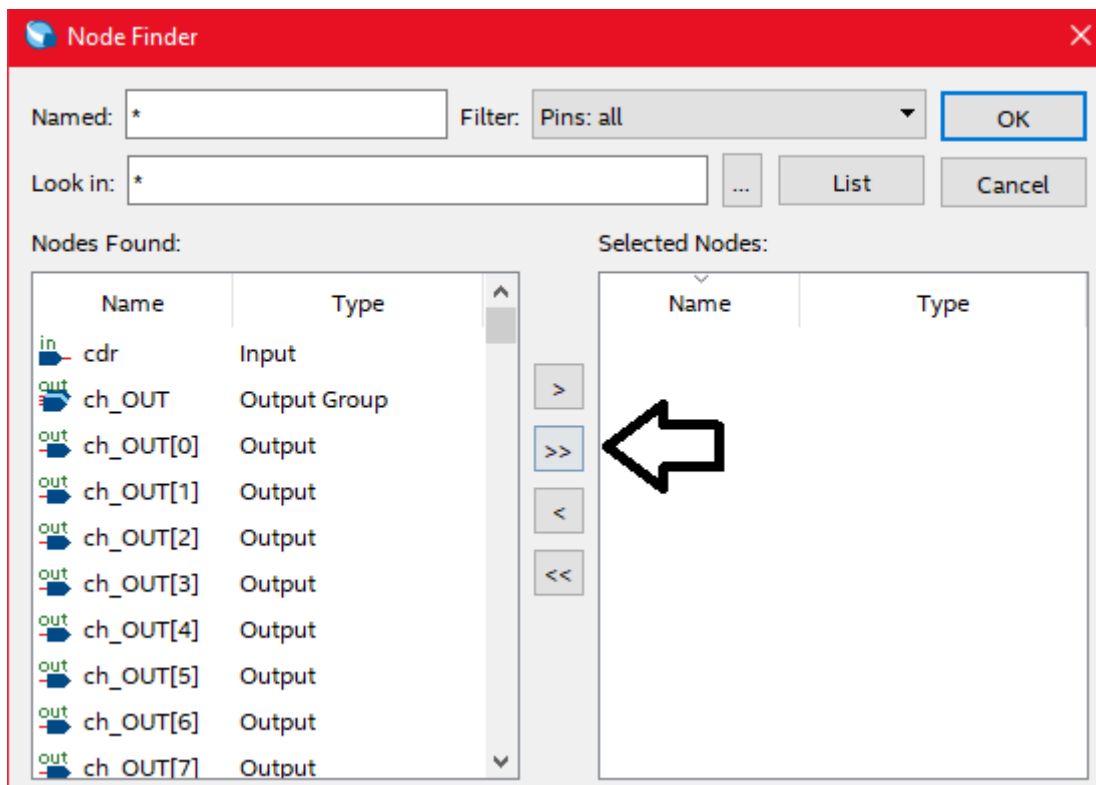 Node Finder
Named: * Filter: Pins: all OK
Look in: * ... List Cancel
Nodes Found: Selected Nodes:
Name Type Name Type
in cdr Input
out ch_OUT Output Group
out ch_OUT[0] Output
out ch_OUT[1] Output
out ch_OUT[2] Output
out ch_OUT[3] Output
out ch_OUT[4] Output
out ch_OUT[5] Output
out ch_OUT[6] Output
out ch_OUT[7] Output
>
>>
<
<<